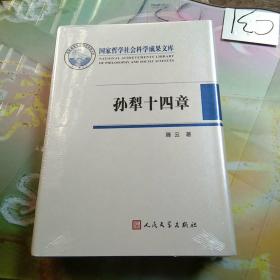 国家哲学社会科学成果文库
NATIONAL ACHIEVEMENTS LIBRARY
OF PHILOSOPHY AND SOCIAL SCIENCES
孙犁十四章
滕云 著
人民文学出版社